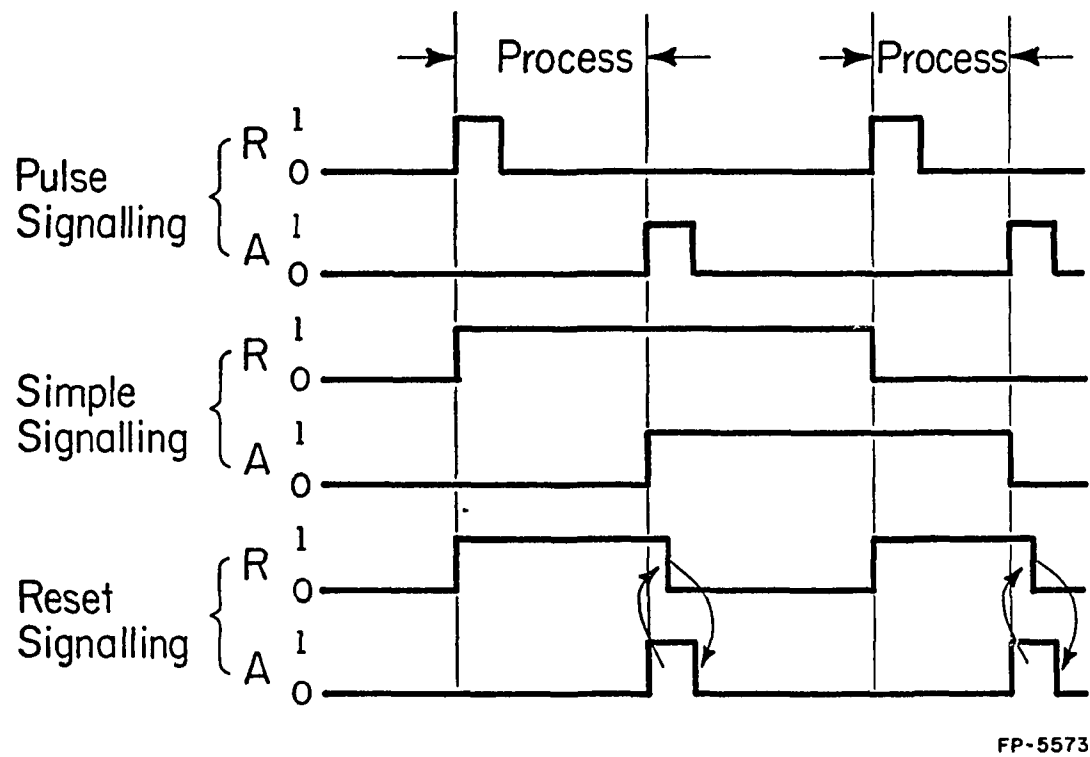 Process Process
Pulse
Signalling
R 1
0
A 1
0
Simple
Signalling
R 1
0
A 1
0
Reset
Signalling
R 1
0
A 1
0
FP-5573